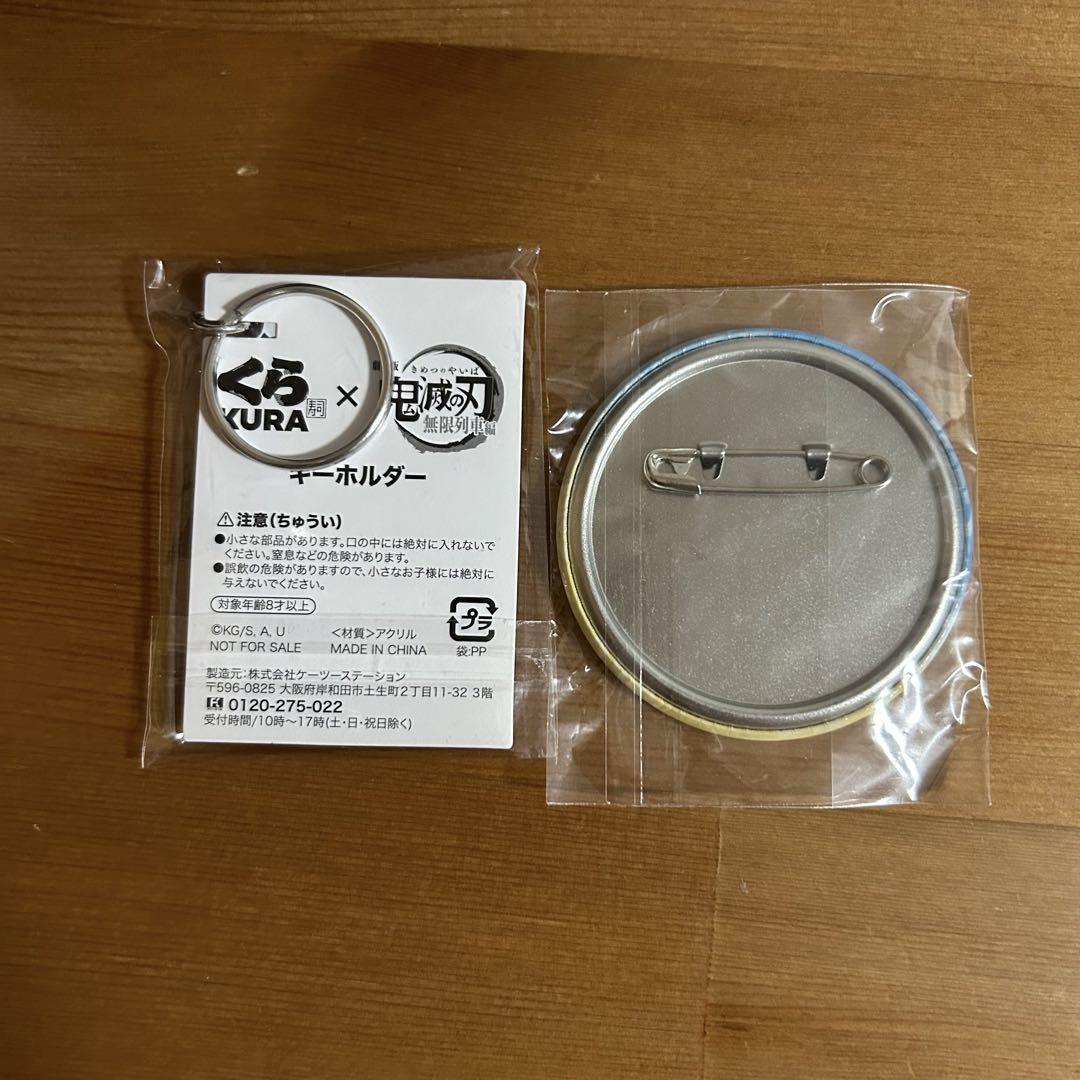 くら
KURA
寿司
×
きめつのやいば
鬼滅の刃
無限列車編
キーホルダー
⚠注意(ちゅうい)
●小さな部品があります。口の中には絶対に入れないで
ください。窒息などの危険があります。
●誤飲の危険がありますので、小さなお子様には絶対に
与えないでください。
対象年齢8才以上
©KG/S, A, U
<材質>アクリル
NOT FOR SALE
MADE IN CHINA
プラ
袋:PP
製造元:株式会社ケーツーステーション
〒596-0825 大阪府岸和田市土生町2丁目11-32 3階
0120-275-022
受付時間/10時~17時(土・日・祝日除く)